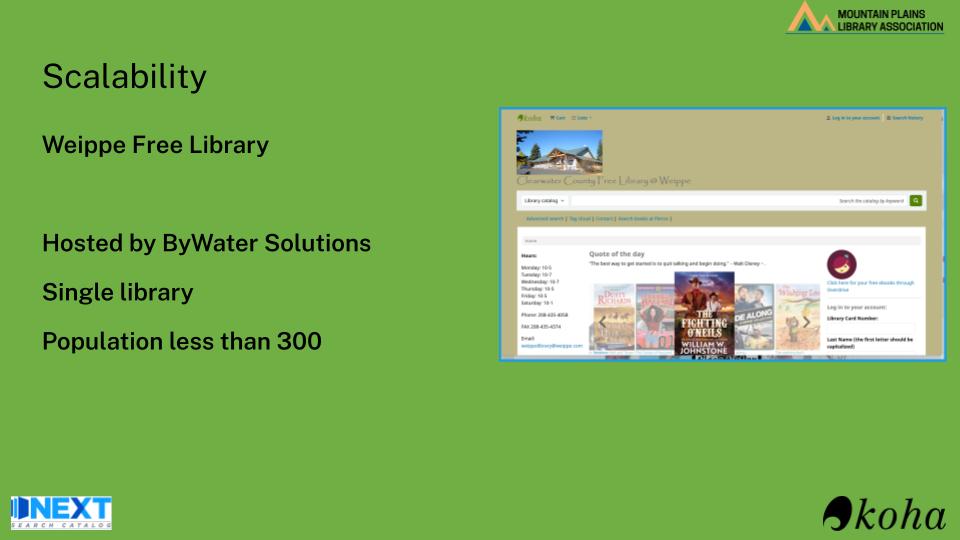 MOUNTAIN PLAINS
LIBRARY ASSOCIATION
Scalability
Weippe Free Library
Hosted by ByWater Solutions
Single library
Population less than 300
koha
Cart
Lists
Log in to your account
Search history
Clearwater County Free Library @ Weippe
Library catalog
Search the catalog by keyword
Advanced search | Tag cloud | Contact | Search books at Pierce |
Home
Hours:
Monday: 10-5
Tuesday: 10-7
Wednesday: 10-7
Thursday: 10-5
Friday: 10-5
Saturday: 10-1
Phone: 208-435-4058
FAX 208-435-4374
Email:
weippelibrary@weippe.com
Quote of the day
"The best way to get started is to quit talking and begin doing." - Walt Disney -.
DUSTY
RICHARDS
THE
FIGHTING
O'NEILS
WILLIAM W.
JOHNSTONE
DE ALONG
Wishing
Click here for your free ebooks through
Overdrive
Log in to your account:
Library Card Number:
Last Name (the first letter should be
capitalized)
NEXT
SEARCH CATALOG
koha